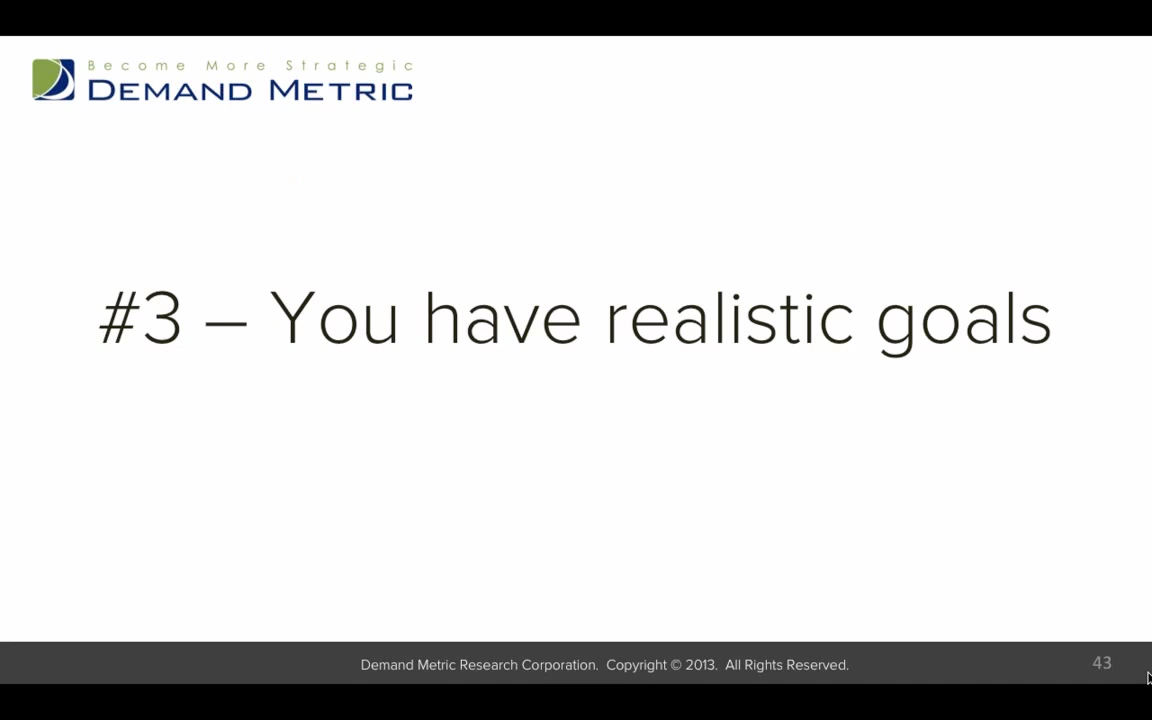 Become More Strategic
DEMAND METRIC
#3 – You have realistic goals
Demand Metric Research Corporation.  Copyright © 2013.  All Rights Reserved.
43